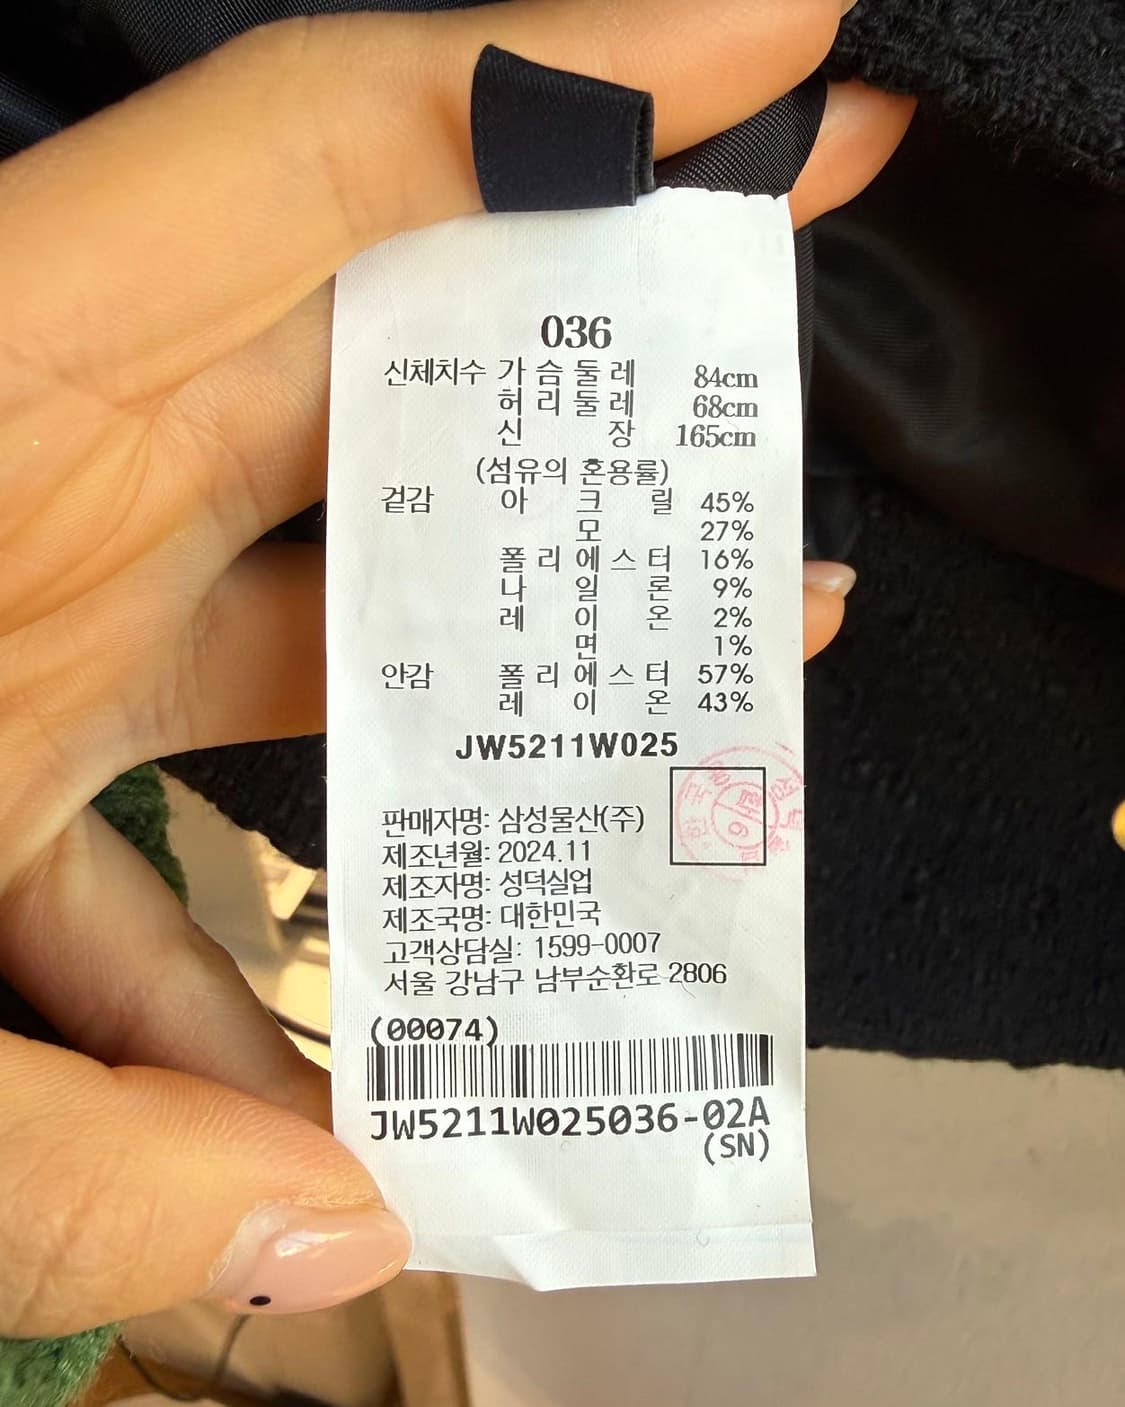 036
신체치수 가슴둘레 84cm
허리둘레 68cm
신장 165cm
(섬유의 혼용률)
겉감 아크릴 45%
모 27%
폴리에스터 16%
나일론 9%
레이온 2%
면 1%
안감 폴리에스터 57%
레이온 43%
JW5211W025
판매자명: 삼성물산(주)
제조년월: 2024.11
제조자명: 성덕실업
제조국명: 대한민국
고객상담실: 1599-0007
서울 강남구 남부순환로 2806
(00074)
JW5211W025036-02A
(SN)